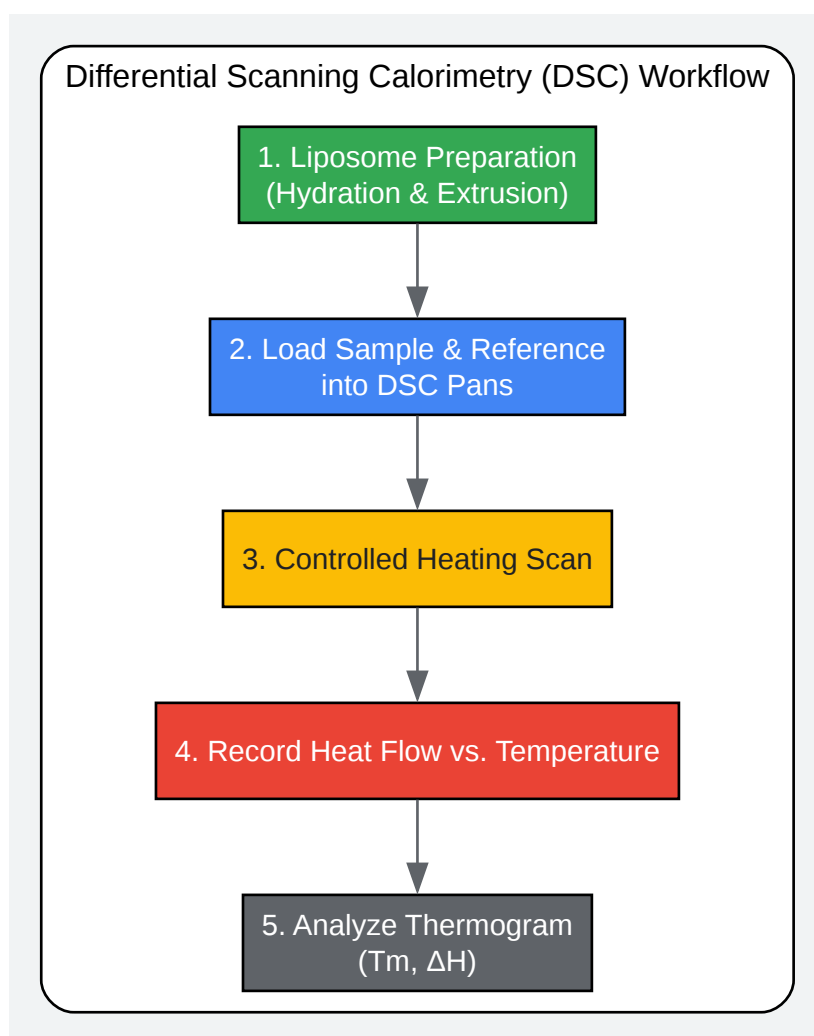 Differential Scanning Calorimetry (DSC) Workflow
1. Liposome Preparation
(Hydration & Extrusion)
2. Load Sample & Reference
into DSC Pans
3. Controlled Heating Scan
4. Record Heat Flow vs. Temperature
5. Analyze Thermogram
(Tm, ΔH)